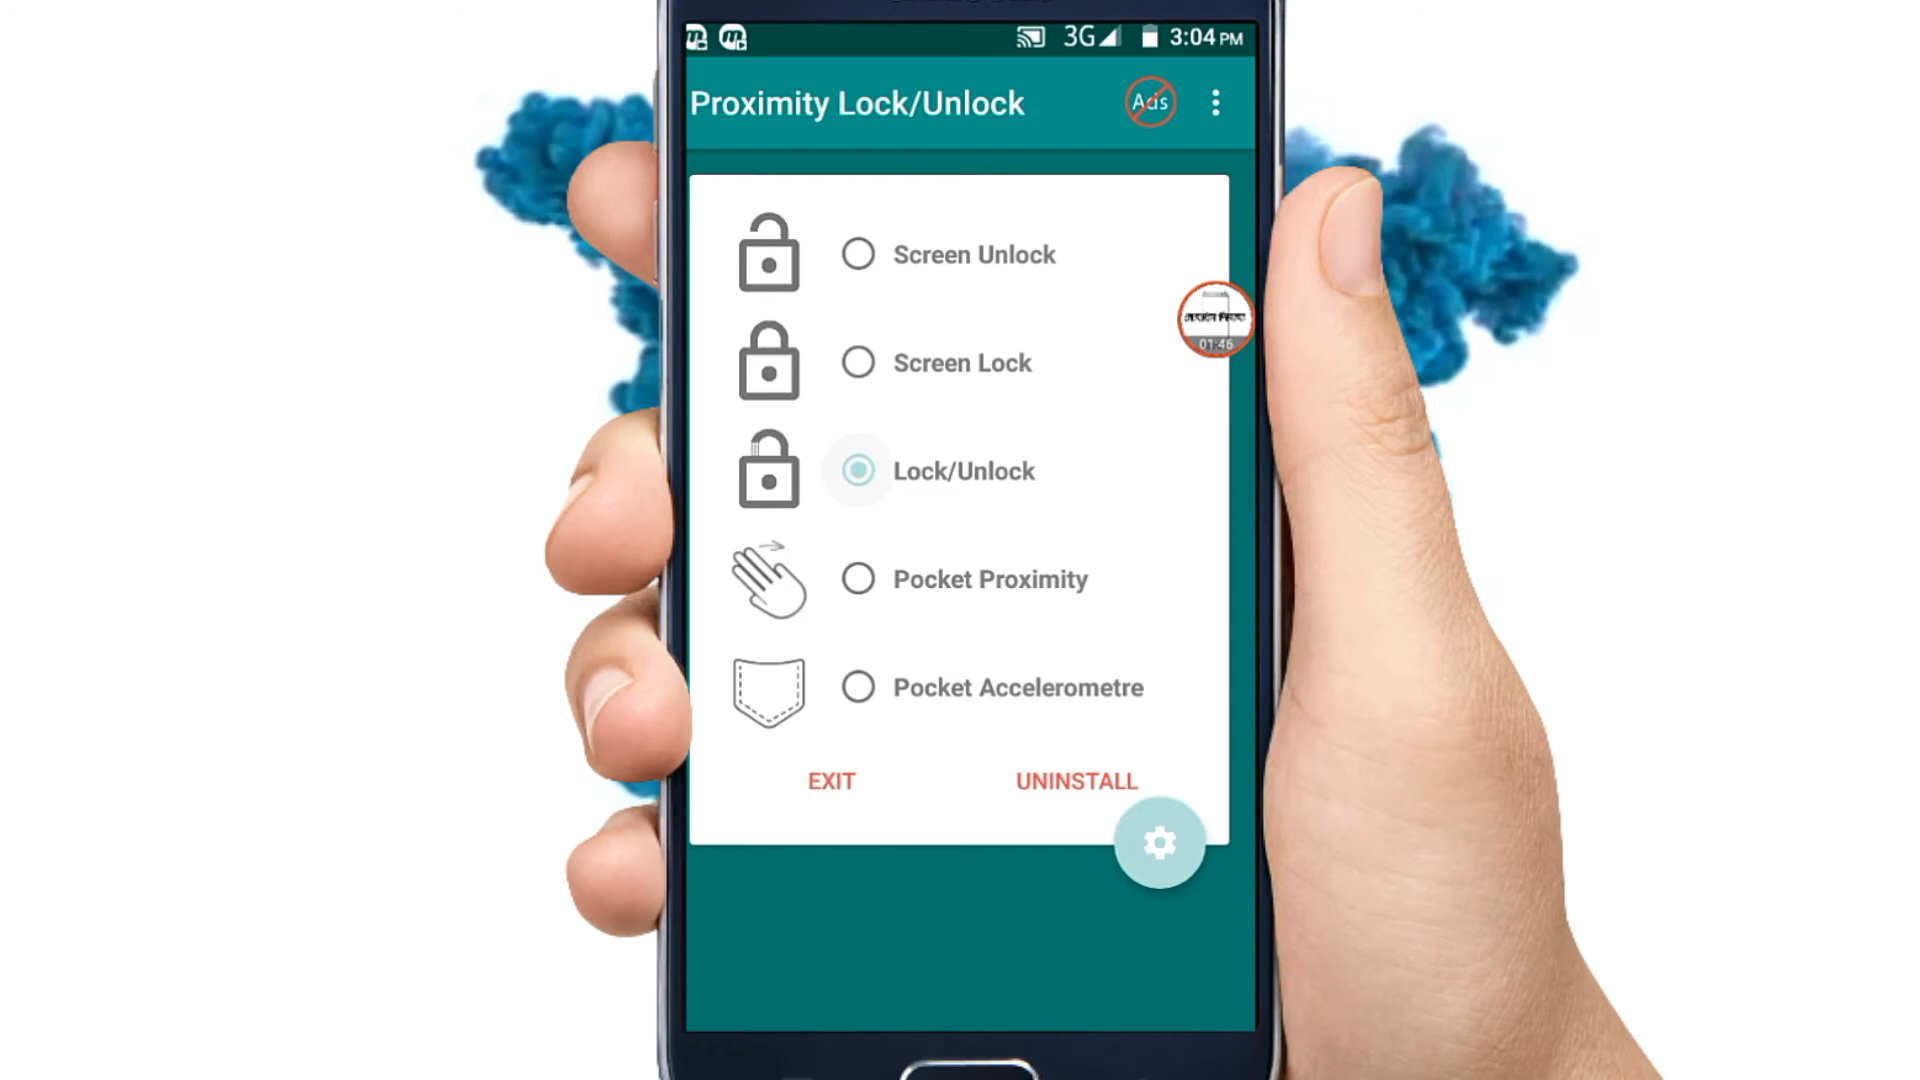 3G 3:04 PM
Proximity Lock/Unlock Ads
Screen Unlock
01:46
Screen Lock
Lock/Unlock
Pocket Proximity
Pocket Accelerometre
EXIT UNINSTALL